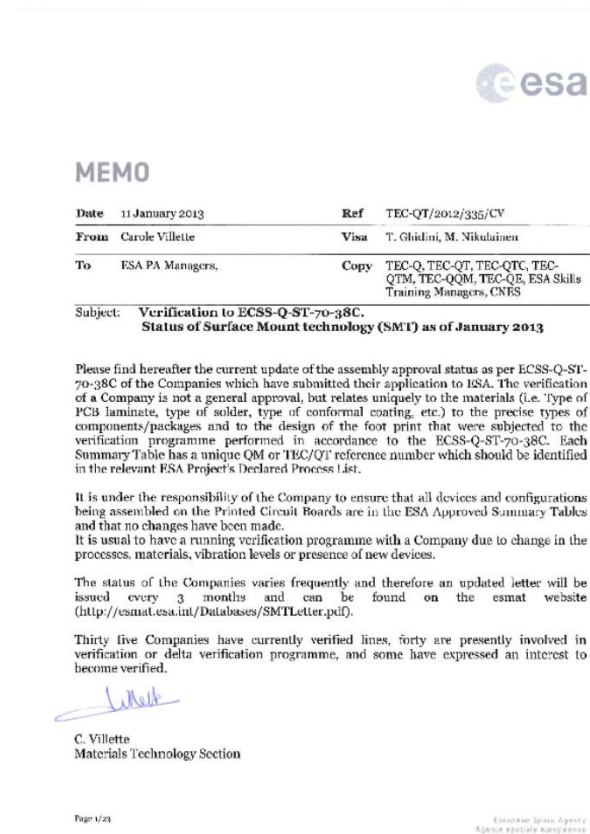 esa
MEMO
Date 11 January 2013 Ref TEC-QT/2012/335/CV
From Carole Villette Visa T. Ghidini, M. Nikulainen
To ESA PA Managers, Copy TEC-Q, TEC-QT, TEC-QTC, TEC-
QTM, TEC-QQM, TEC-QE, ESA Skills
Training Managers, CNES
Subject: Verification to ECSS-Q-ST-70-38C.
Status of Surface Mount technology (SMT) as of January 2013
Please find hereafter the current update of the assembly approval status as per ECSS-Q-ST-
70-38C of the Companies which have submitted their application to ESA. The verification
of a Company is not a general approval, but relates uniquely to the materials (i.e. Type of
PCB laminate, type of solder, type of conformal coating, etc.) to the precise types of
components/packages and to the design of the foot print that were subjected to the
verification programme performed in accordance to the ECSS-Q-ST-70-38C. Each
Summary Table has a unique QM or TEC/QT reference number which should be identified
in the relevant ESA Project's Declared Process List.
It is under the responsibility of the Company to ensure that all devices and configurations
being assembled on the Printed Circuit Boards are in the ESA Approved Summary Tables
and that no changes have been made.
It is usual to have a running verification programme with a Company due to change in the
processes, materials, vibration levels or presence of new devices.
The status of the Companies varies frequently and therefore an updated letter will be
issued every 3 months and can be found on the esmat website
(http://esmat.esa.int/Databases/SMTLetter.pdf).
Thirty five Companies have currently verified lines, forty are presently involved in
verification or delta verification programme, and some have expressed an interest to
become verified.
C. Villette
Materials Technology Section
Page 1/23
European Space Agency
Agence spatiale européenne